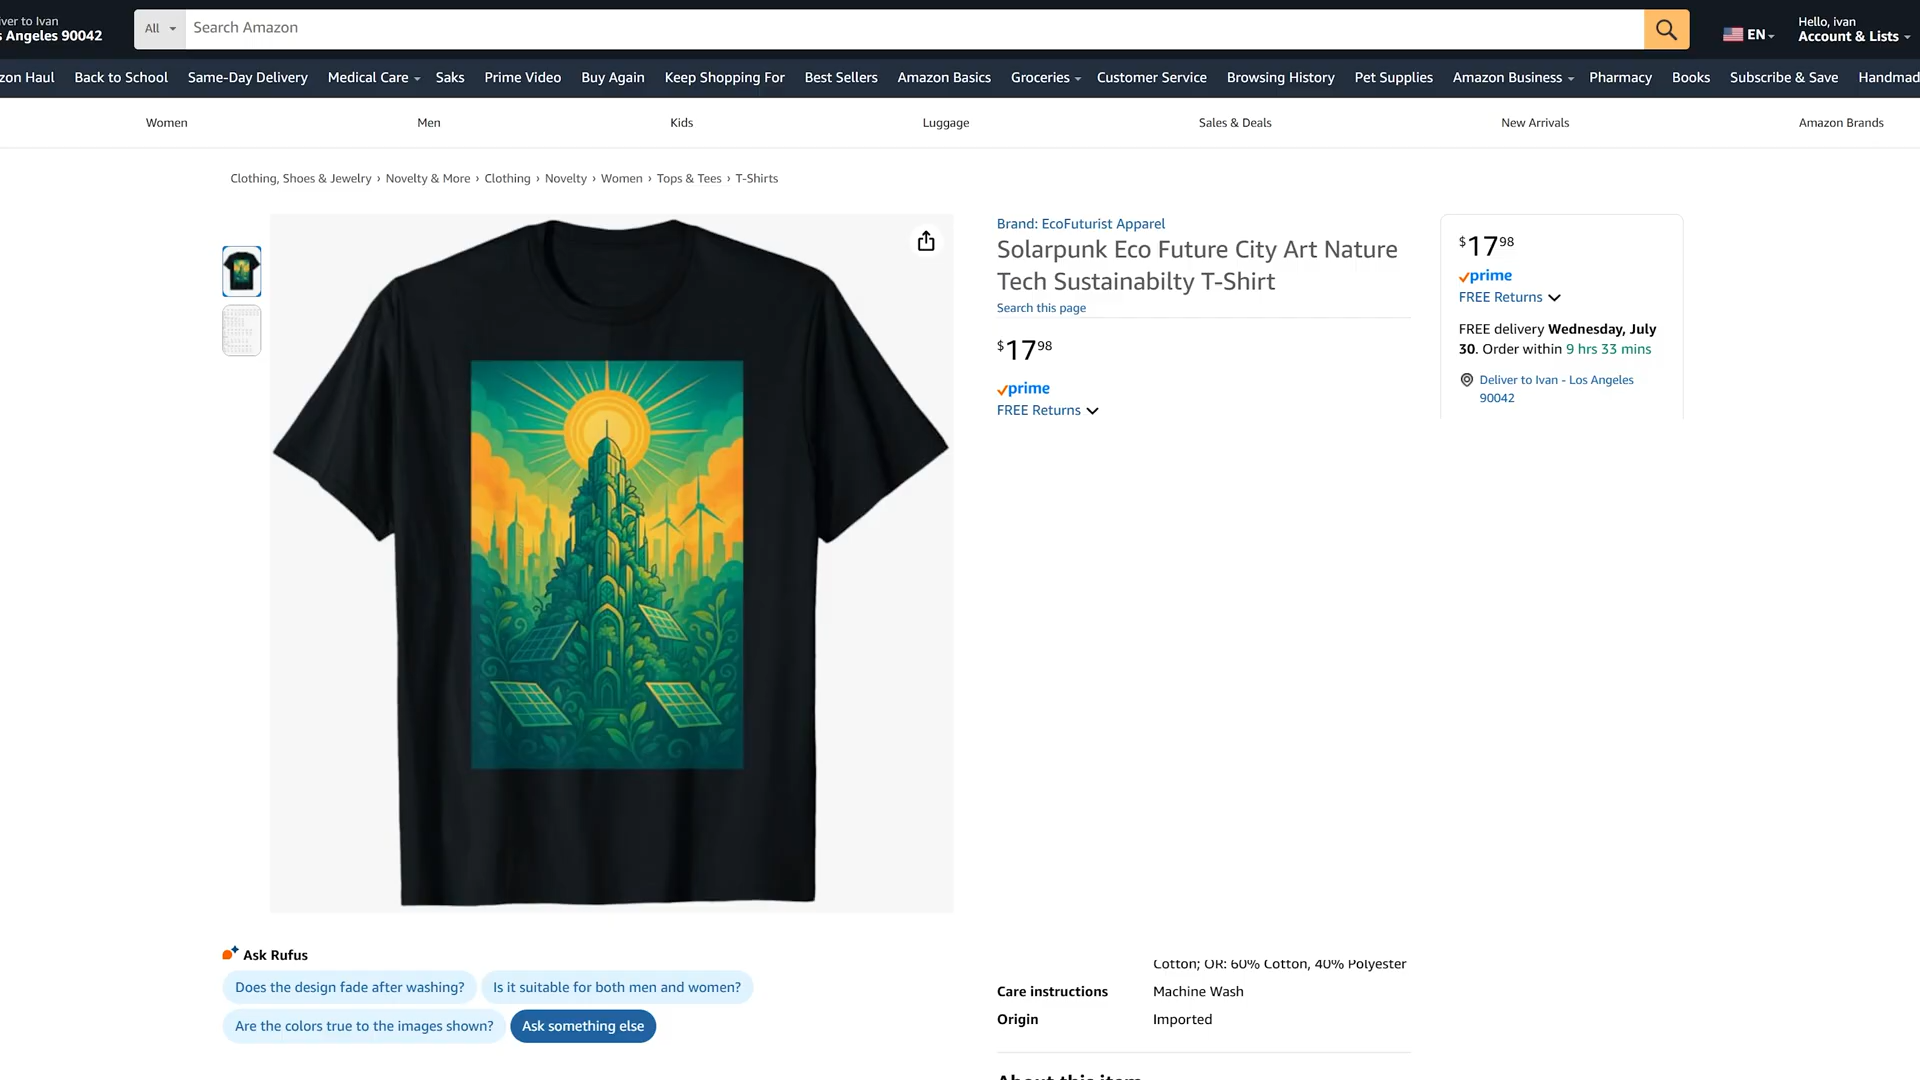 iver to Ivan
s Angeles 90042
All
Search Amazon
EN
Hello, ivan
Account & Lists
zon Haul
Back to School
Same-Day Delivery
Medical Care
Saks
Prime Video
Buy Again
Keep Shopping For
Best Sellers
Amazon Basics
Groceries
Customer Service
Browsing History
Pet Supplies
Amazon Business
Pharmacy
Books
Subscribe & Save
Handmad
Women
Men
Kids
Luggage
Sales & Deals
New Arrivals
Amazon Brands
Clothing, Shoes & Jewelry › Novelty & More › Clothing › Novelty › Women › Tops & Tees › T-Shirts
Brand: EcoFuturist Apparel
Solarpunk Eco Future City Art Nature
Tech Sustainabilty T-Shirt
Search this page
$17 98
prime
FREE Returns
$17 98
prime
FREE Returns
FREE delivery Wednesday, July
30. Order within 9 hrs 33 mins
Deliver to Ivan - Los Angeles
90042
Ask Rufus
Does the design fade after washing?
Is it suitable for both men and women?
Are the colors true to the images shown?
Ask something else
Cotton; OR: 60% Cotton, 40% Polyester
Care instructions
Machine Wash
Origin
Imported
About this item